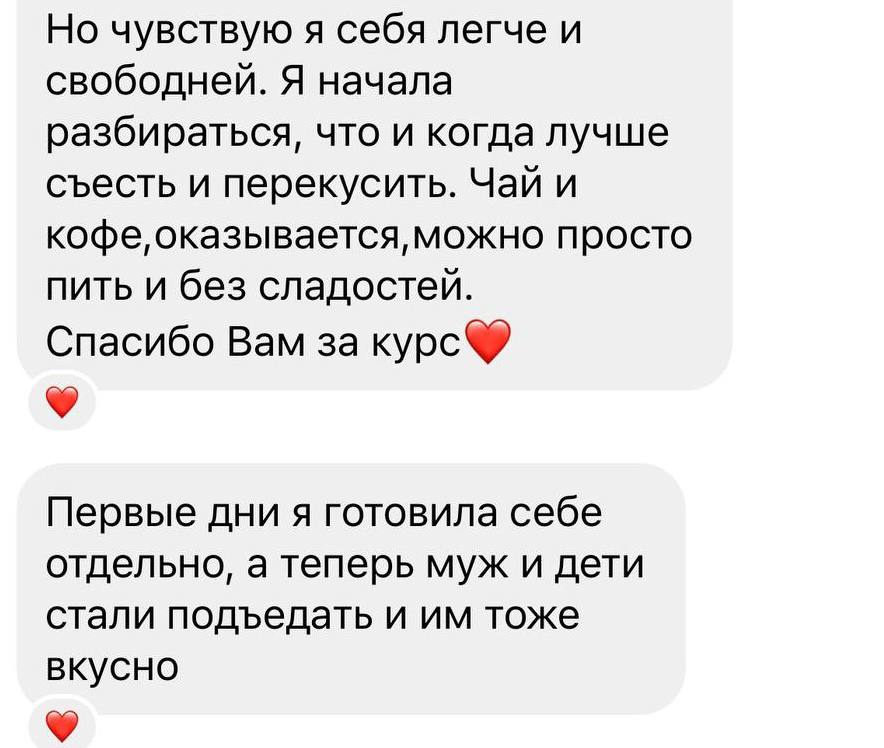 Но чувствую я себя легче и
свободней. Я начала
разбираться, что и когда лучше
съесть и перекусить. Чай и
кофе,оказывается,можно просто
пить и без сладостей.
Спасибо Вам за курс❤️
❤️
Первые дни я готовила себе
отдельно, а теперь муж и дети
стали подъедать и им тоже
вкусно
❤️